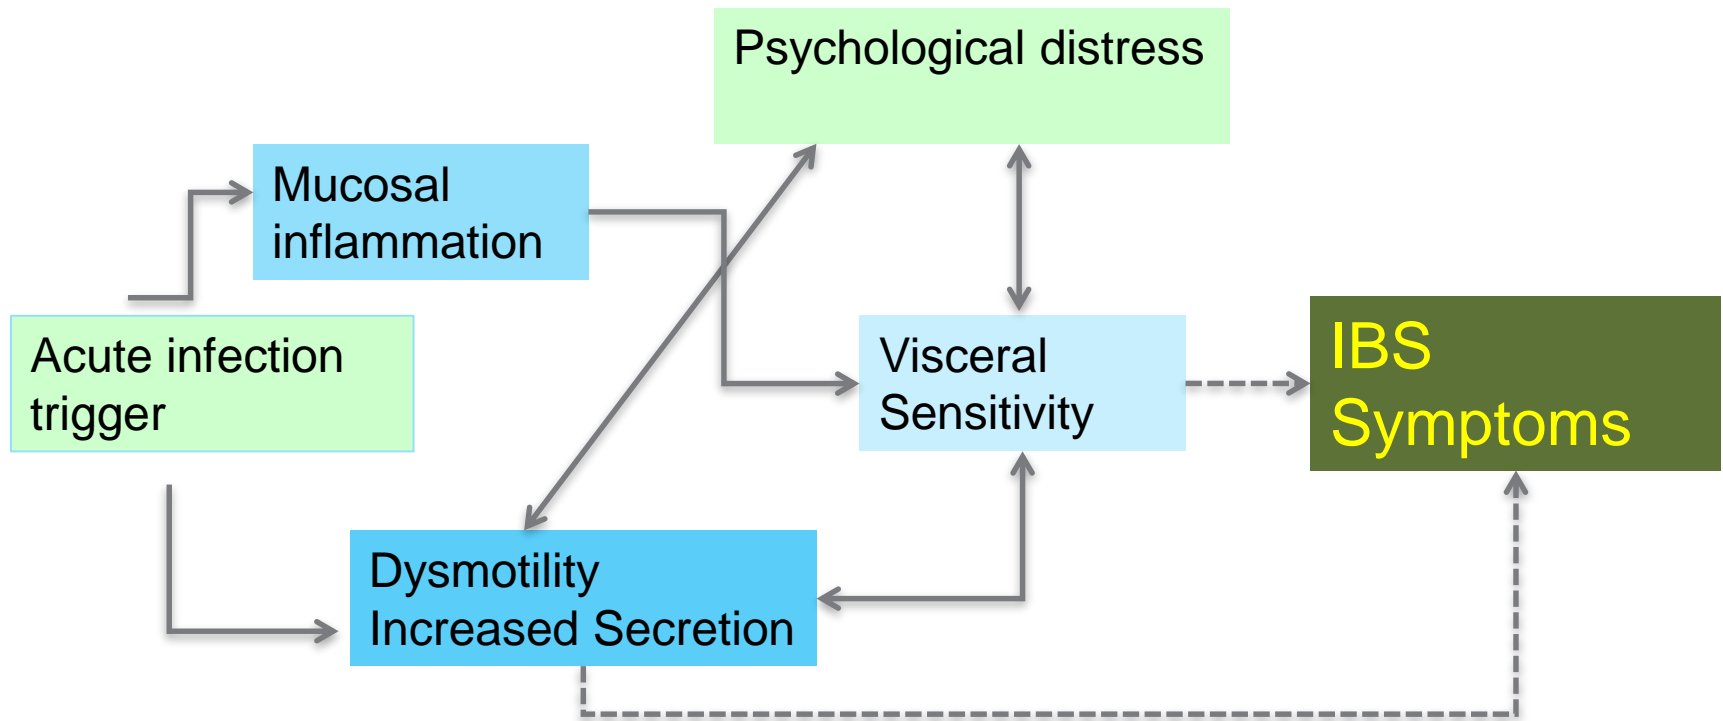 Psychological distress
Mucosal
inflammation
Acute infection
trigger
Visceral
Sensitivity
IBS
Symptoms
Dysmotility
Increased Secretion